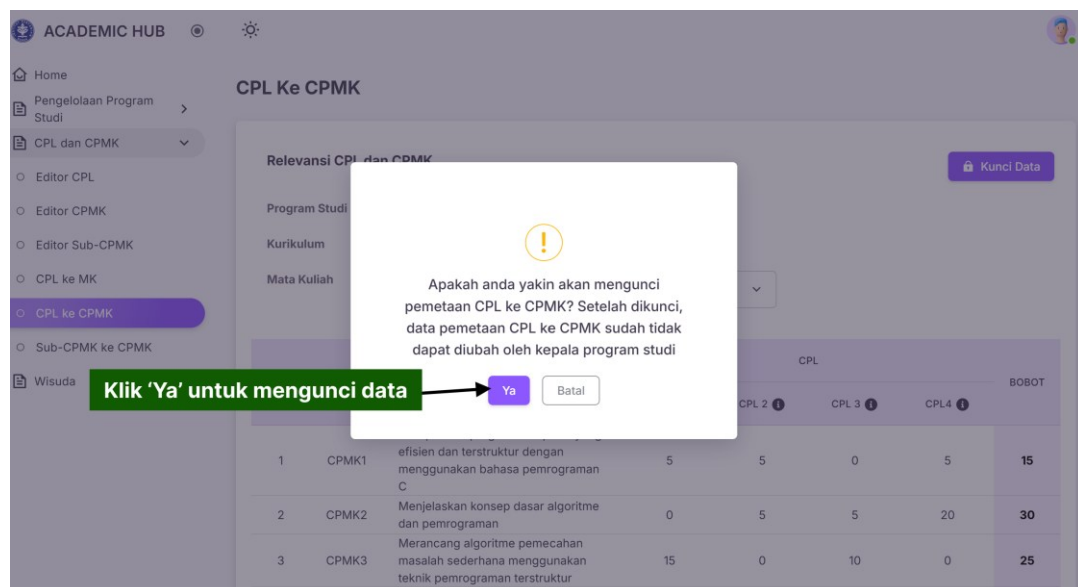 ACADEMIC HUB
Home
Pengelolaan Program
Studi
CPL dan CPMK
Editor CPL
Editor CPMK
Editor Sub-CPMK
CPL ke MK
CPL ke CPMK
Sub-CPMK ke CPMK
Wisuda
CPL Ke CPMK
Relevansi CPL dan CPMK
Kunci Data
Program Studi
Kurikulum
Mata Kuliah
Apakah anda yakin akan mengunci
pemetaan CPL ke CPMK? Setelah dikunci,
data pemetaan CPL ke CPMK sudah tidak
dapat diubah oleh kepala program studi
Ya Batal
Klik ‘Ya’ untuk mengunci data
CPL
BOBOT
CPL 2 CPL 3 CPL4
efisien dan terstruktur dengan
1 CPMK1 menggunakan bahasa pemrograman 5 5 0 5 15
C
Menjelaskan konsep dasar algoritme
2 CPMK2 dan pemrograman 0 5 5 20 30
Merancang algoritme pemecahan
3 CPMK3 masalah sederhana menggunakan 15 0 10 0 25
teknik pemrograman terstruktur